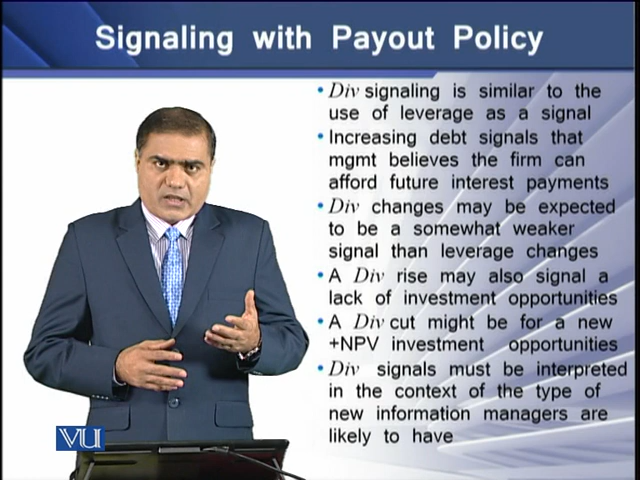 Signaling with Payout Policy
• Div signaling is similar to the
use of leverage as a signal
• Increasing debt signals that
mgmt believes the firm can
afford future interest payments
• Div changes may be expected
to be a somewhat weaker
signal than leverage changes
• A Div rise may also signal a
lack of investment opportunities
• A Div cut might be for a new
+NPV investment opportunities
• Div signals must be interpreted
in the context of the type of
new information managers are
likely to have
VU